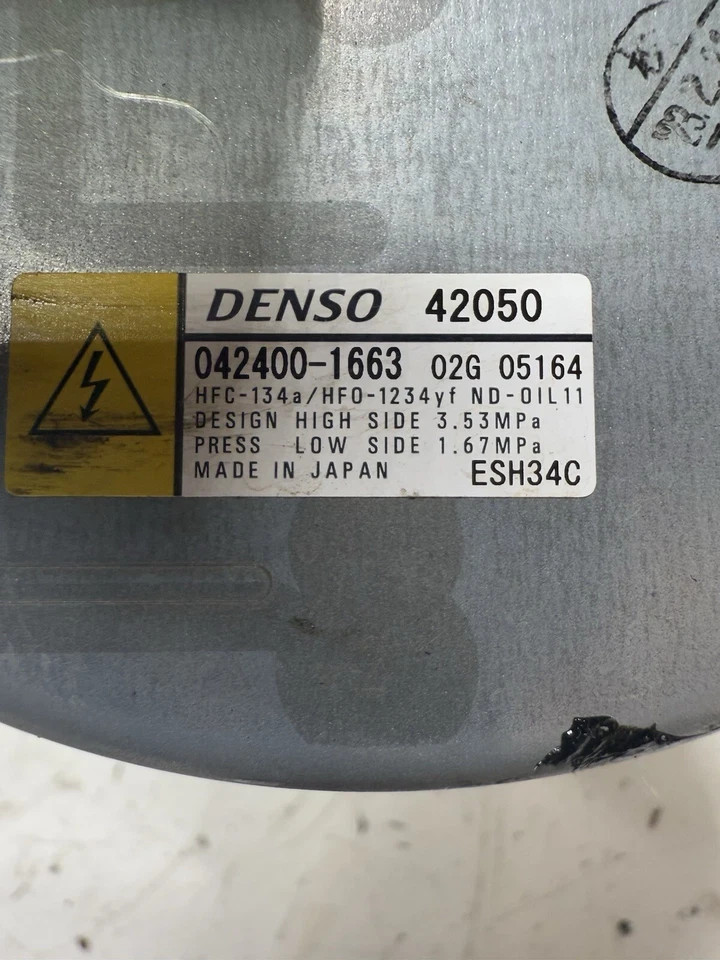 DENSO 42050
042400-1663 02G 05164
HFC-134a/HFO-1234yf ND-OIL11
DESIGN HIGH SIDE 3.53MPa
PRESS LOW SIDE 1.67MPa
MADE IN JAPAN ESH34C